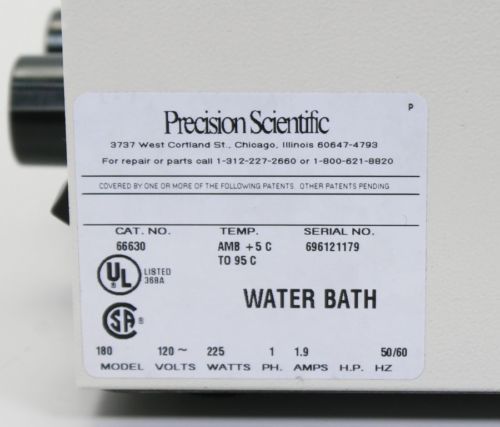 P
Precision Scientific
3737 West Cortland St., Chicago, Illinois 60647-4793
For repair or parts call 1-312-227-2660 or 1-800-621-8820
COVERED BY ONE OR MORE OF THE FOLLOWING PATENTS. OTHER PATENTS PENDING
CAT. NO. TEMP. SERIAL NO.
66630 AMB +5 C 696121179
TO 95 C
UL LISTED
368A
®
WATER BATH
SA ®
180 120 ~ 225 1 1.9 50/60
MODEL VOLTS WATTS PH. AMPS H.P. HZ